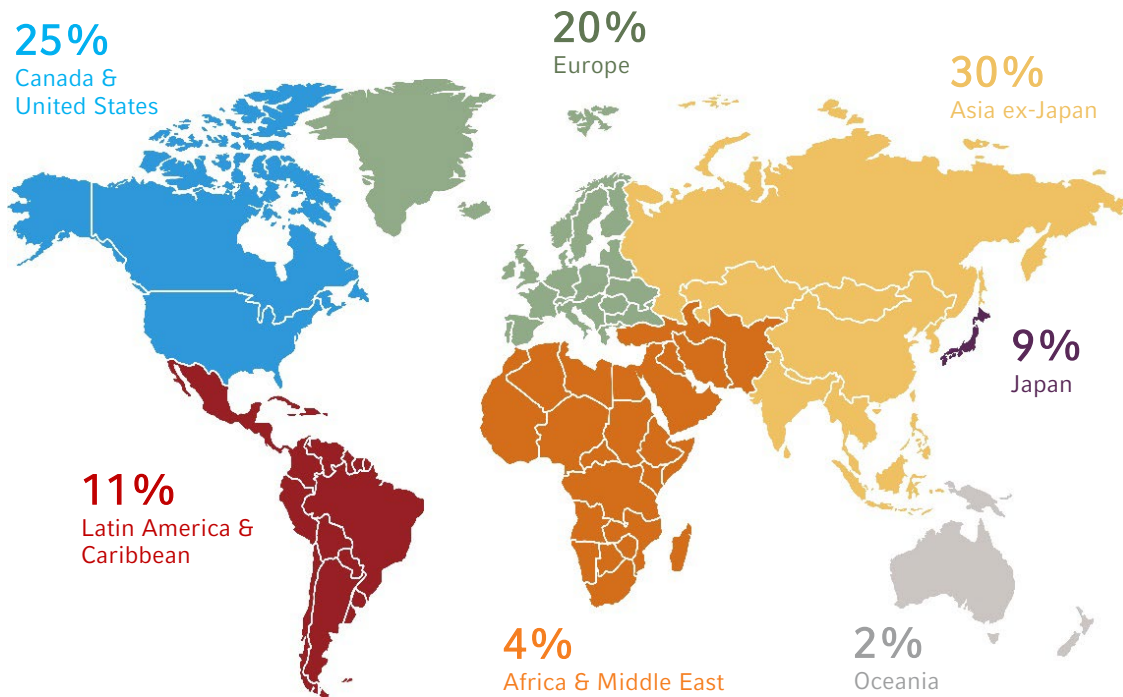 25%
Canada &
United States
20%
Europe
30%
Asia ex-Japan
9%
Japan
11%
Latin America &
Caribbean
4%
Africa & Middle East
2%
Oceania